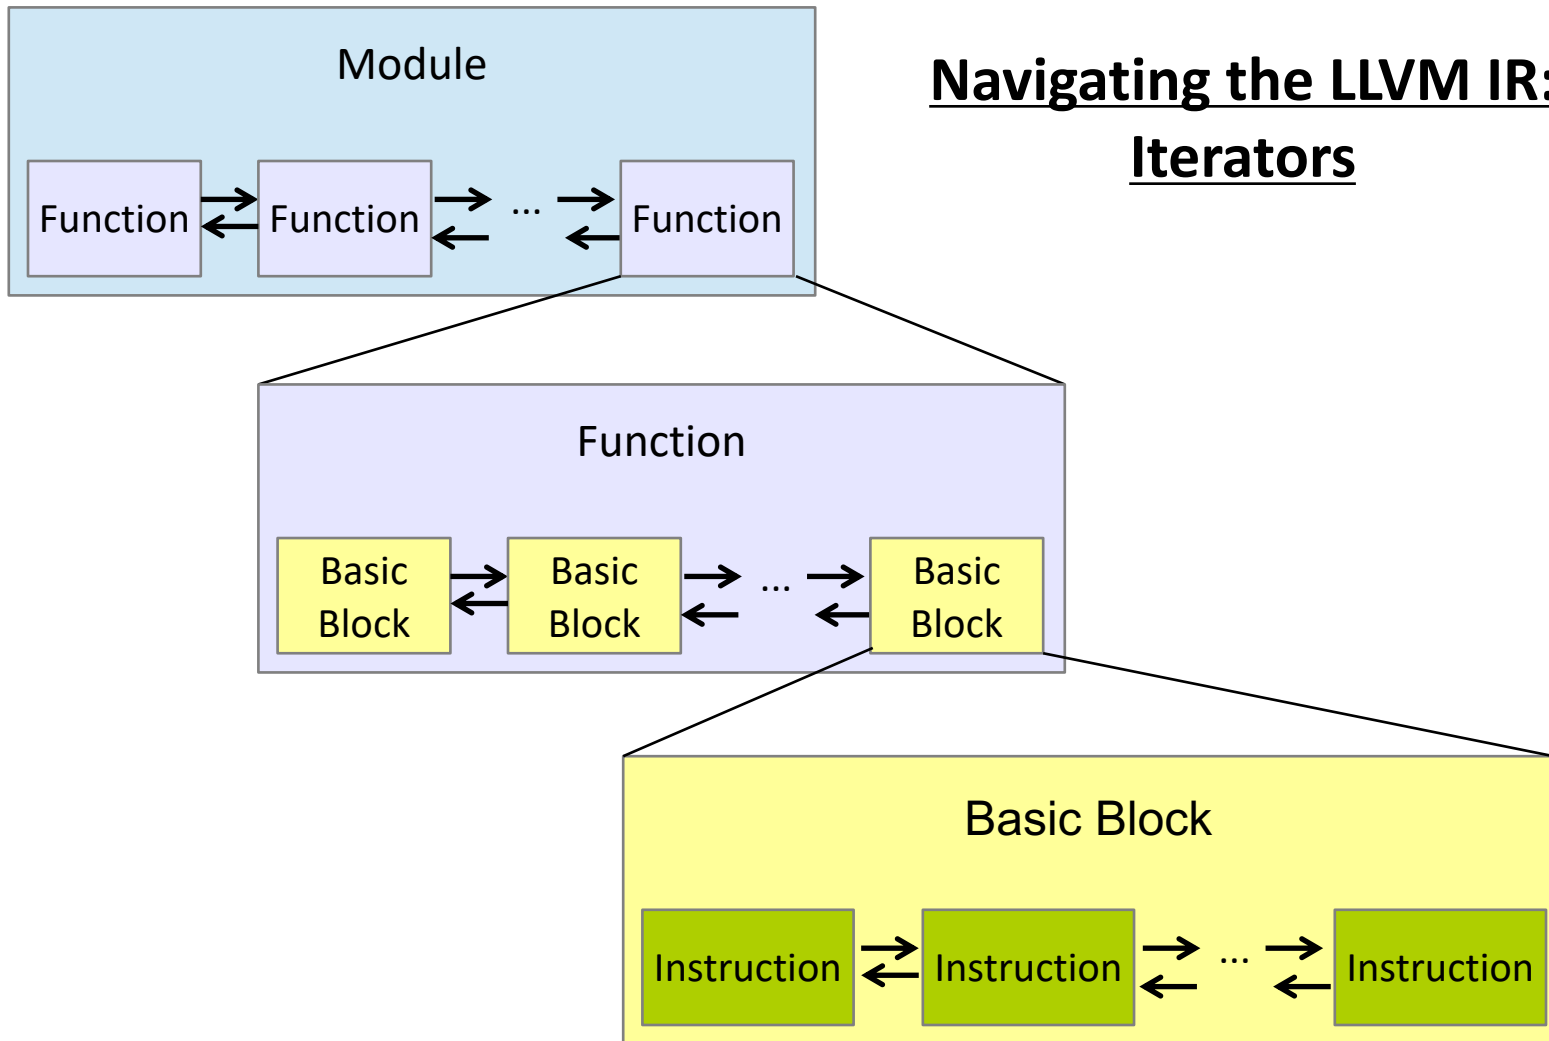 Navigating the LLVM IR:
Iterators
Module
Function
Function
...
Function
Function
Basic
Block
Basic
Block
...
Basic
Block
Basic Block
Instruction
Instruction
...
Instruction